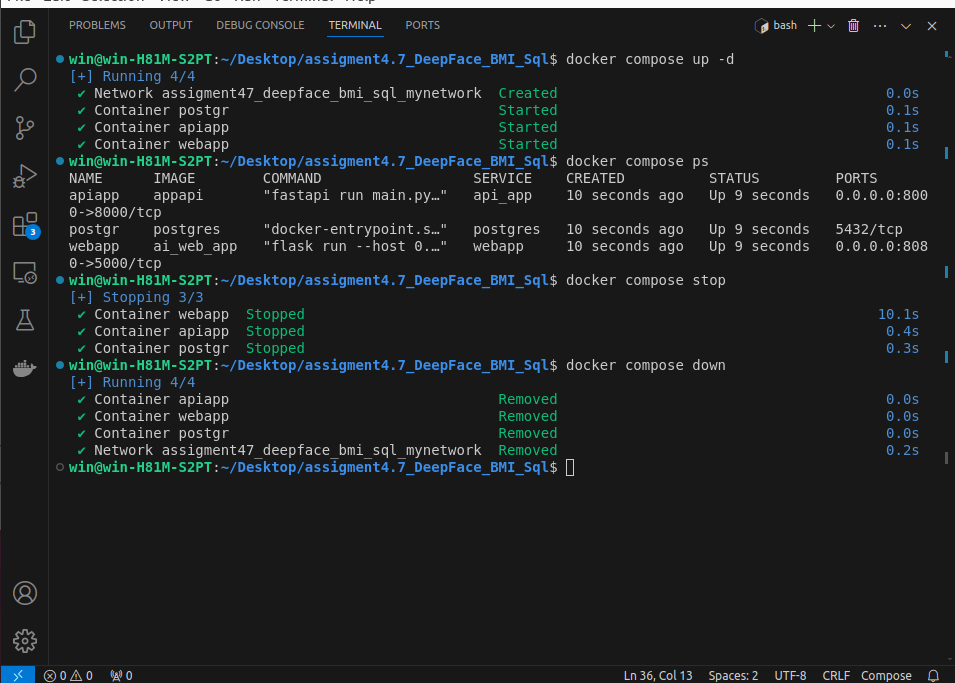 PROBLEMS OUTPUT DEBUG CONSOLE TERMINAL PORTS bash
win@win-H81M-S2PT:~/Desktop/assigment4.7_DeepFace_BMI_Sql$ docker compose up -d
[+] Running 4/4
✔ Network assigment47_deepface_bmi_sql_mynetwork Created 0.0s
✔ Container postgr Started 0.1s
✔ Container apiapp Started 0.1s
✔ Container webapp Started 0.1s
win@win-H81M-S2PT:~/Desktop/assigment4.7_DeepFace_BMI_Sql$ docker compose ps
NAME IMAGE COMMAND SERVICE CREATED STATUS PORTS
apiapp appapi "fastapi run main.py…" api_app 10 seconds ago Up 9 seconds 0.0.0.0:800
0->8000/tcp
postgr postgres "docker-entrypoint.s…" postgres 10 seconds ago Up 9 seconds 5432/tcp
webapp ai_web_app "flask run --host 0.…" webapp 10 seconds ago Up 9 seconds 0.0.0.0:808
0->5000/tcp
win@win-H81M-S2PT:~/Desktop/assigment4.7_DeepFace_BMI_Sql$ docker compose stop
[+] Stopping 3/3
✔ Container webapp Stopped 10.1s
✔ Container apiapp Stopped 0.4s
✔ Container postgr Stopped 0.3s
win@win-H81M-S2PT:~/Desktop/assigment4.7_DeepFace_BMI_Sql$ docker compose down
[+] Running 4/4
✔ Container apiapp Removed 0.0s
✔ Container webapp Removed 0.0s
✔ Container postgr Removed 0.0s
✔ Network assigment47_deepface_bmi_sql_mynetwork Removed 0.2s
win@win-H81M-S2PT:~/Desktop/assigment4.7_DeepFace_BMI_Sql$
3
0 0 0 Ln 36, Col 13 Spaces: 2 UTF-8 CRLF Compose